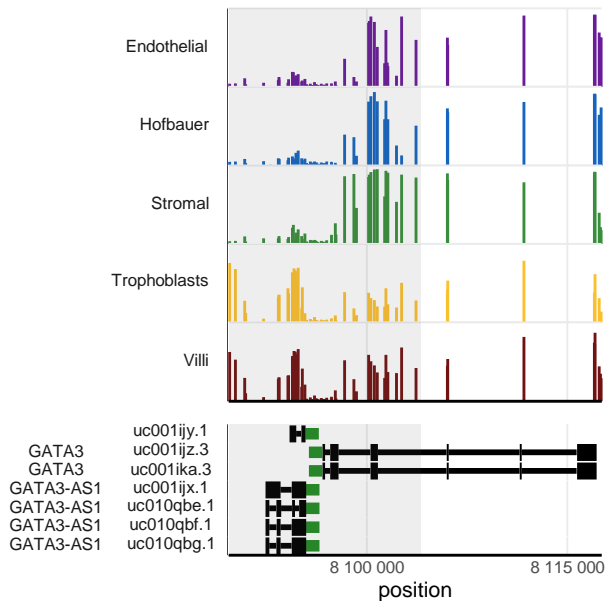 Endothelial
Hofbauer
Stromal
Trophoblasts
Villi
uc001ijy.1
GATA3 uc001ijz.3
GATA3 uc001ika.3
GATA3-AS1 uc001ijx.1
GATA3-AS1 uc010qbe.1
GATA3-AS1 uc010qbf.1
GATA3-AS1 uc010qbg.1
8 100 000 8 115 000
position